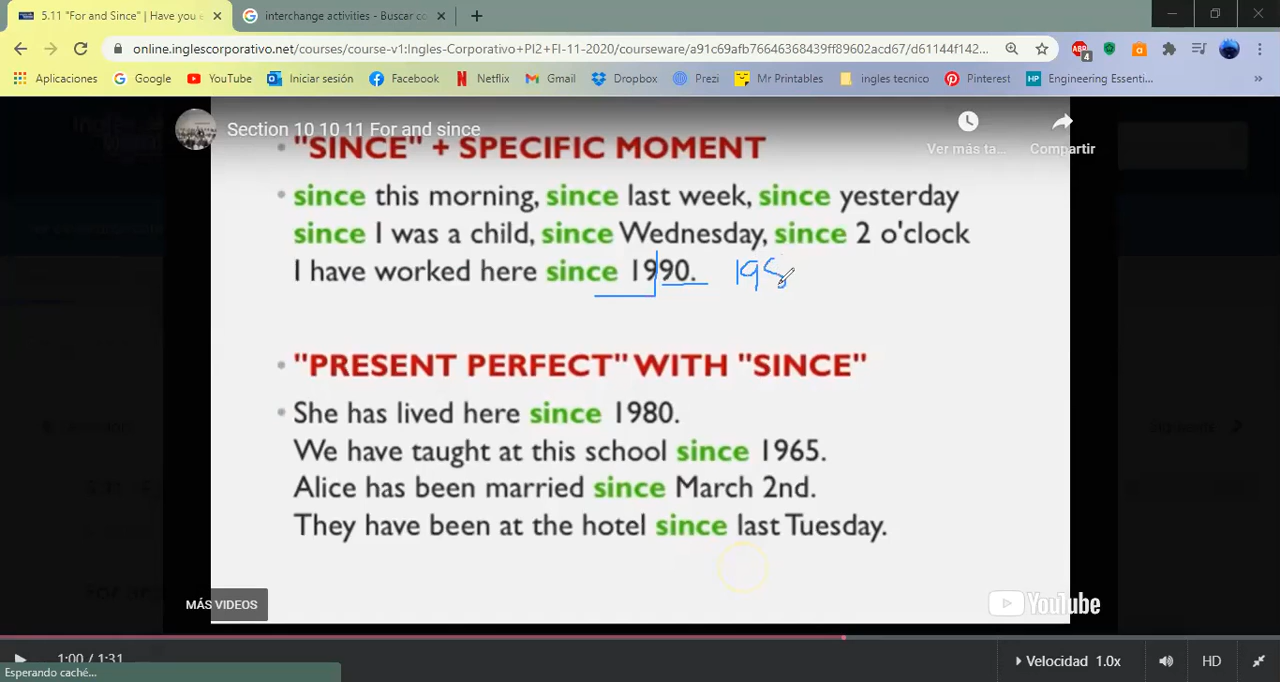 5.11 "For and Since" | Have you e
interchange activities - Buscar co
online.inglescorporativo.net/courses/course-v1:Ingles-Corporativo+PI2+FI-11-2020/courseware/a91c69afb76646368439ff89602acd67/d61144f142...
4
Aplicaciones Google YouTube Iniciar sesión Facebook Netflix Gmail Dropbox Prezi Mr Printables ingles tecnico Pinterest HP Engineering Essenti... »
Section 10 10 11 For and since
Ver más ta... Compartir
• "SINCE" + SPECIFIC MOMENT
• since this morning, since last week, since yesterday
since I was a child, since Wednesday, since 2 o'clock
I have worked here since 1990. 198
• "PRESENT PERFECT" WITH "SINCE"
• She has lived here since 1980.
We have taught at this school since 1965.
Alice has been married since March 2nd.
They have been at the hotel since last Tuesday.
MÁS VIDEOS
YouTube
1:00 / 1:31
Velocidad 1.0x HD
Esperando caché...